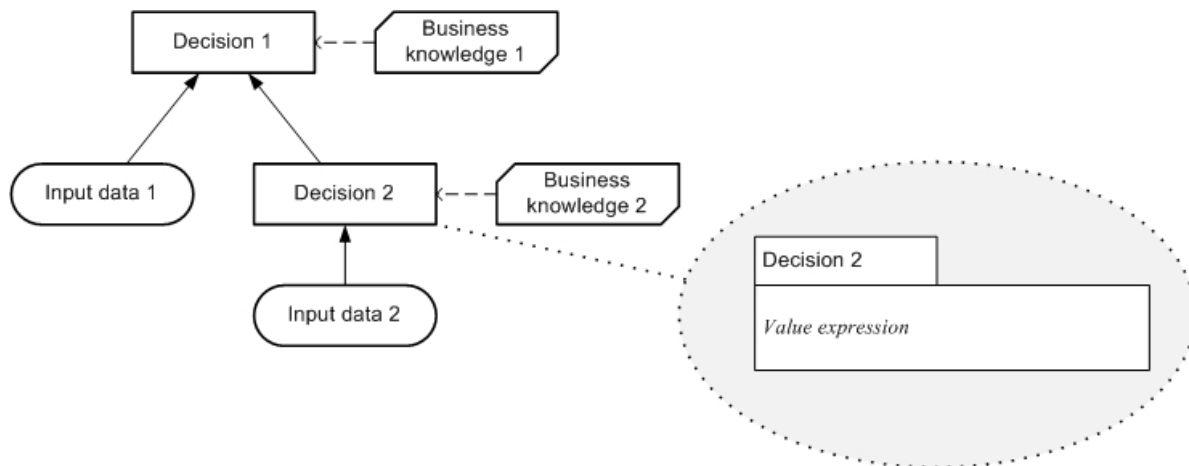 Decision 1
Business
knowledge 1
Input data 1
Decision 2
Business
knowledge 2
Input data 2
Decision 2
Value expression